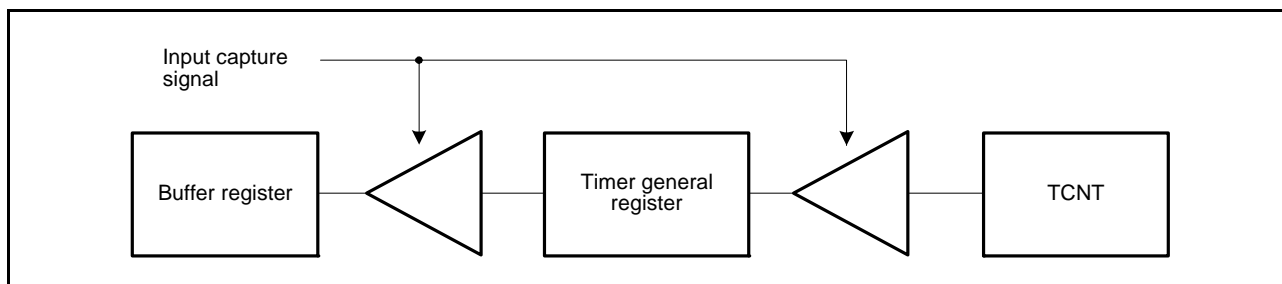 Input capture
signal
Buffer register
Timer general
register
TCNT